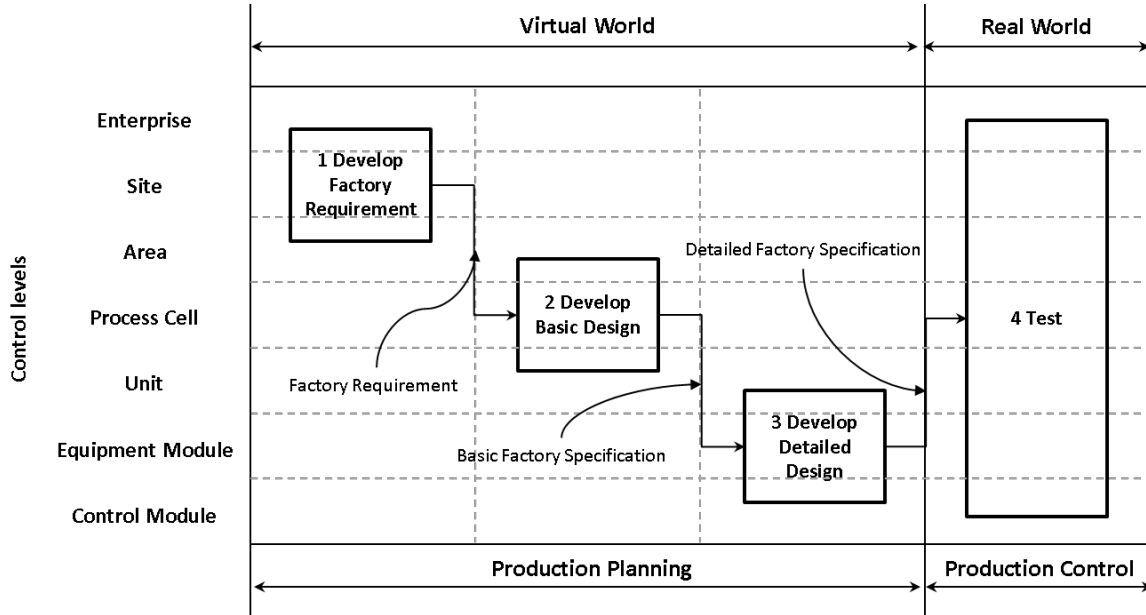 Virtual World
Real World
Control levels
Enterprise
Site
Area
Process Cell
Unit
Equipment Module
Control Module
1 Develop
Factory
Requirement
Factory Requirement
2 Develop
Basic Design
Basic Factory Specification
Detailed Factory Specification
3 Develop
Detailed
Design
4 Test
Production Planning
Production Control